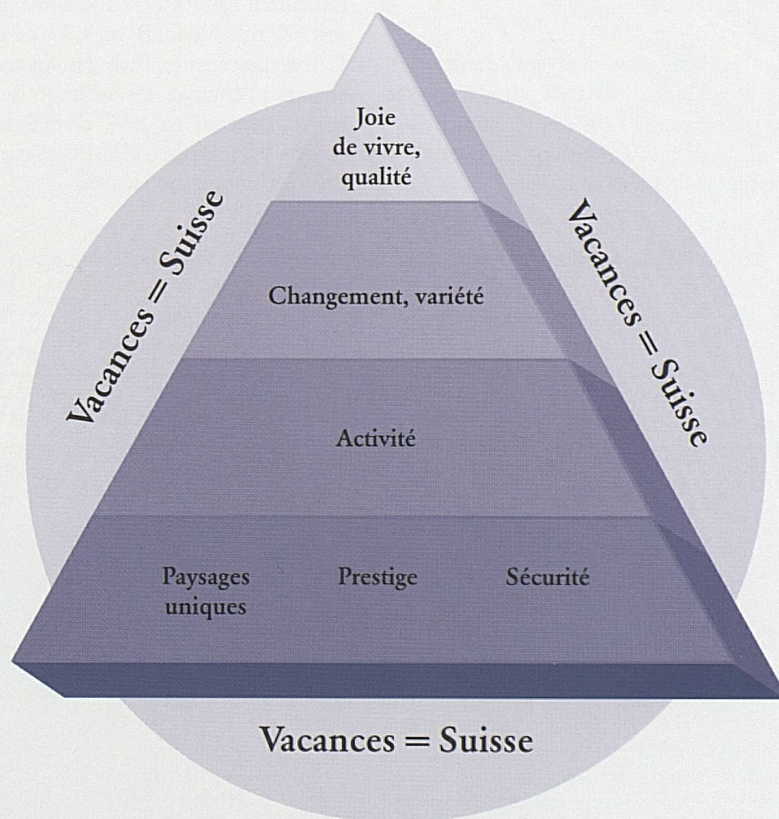 Joie
de vivre,
qualité
Vacances = Suisse
Vacances = Suisse
Changement, variété
Activité
Paysages
uniques
Prestige
Sécurité
Vacances = Suisse